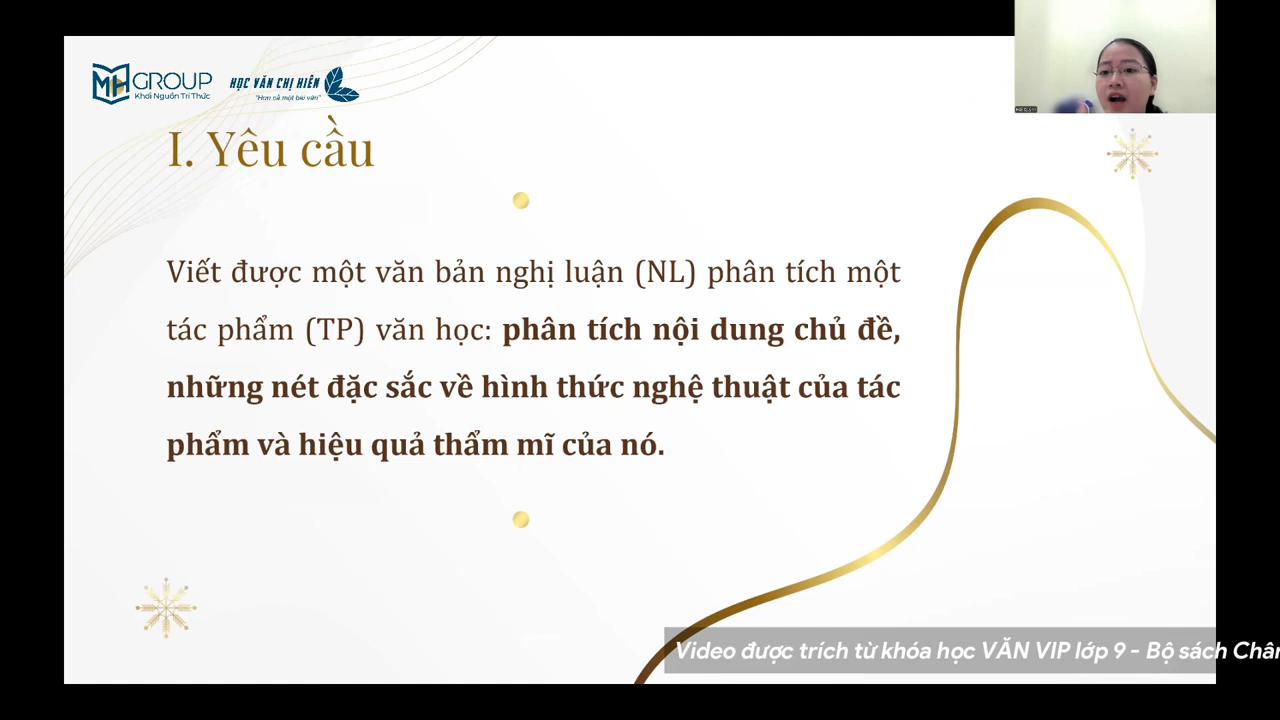 MH GROUP
Khơi Nguồn Tri Thức
HỌC VĂN CHỊ HIÊN
"Hơn cả một bài văn"
I. Yêu cầu
Viết được một văn bản nghị luận (NL) phân tích một
tác phẩm (TP) văn học: phân tích nội dung chủ đề,
những nét đặc sắc về hình thức nghệ thuật của tác
phẩm và hiệu quả thẩm mĩ của nó.
Video được trích từ khóa học VĂN VIP lớp 9 - Bộ sách Chân